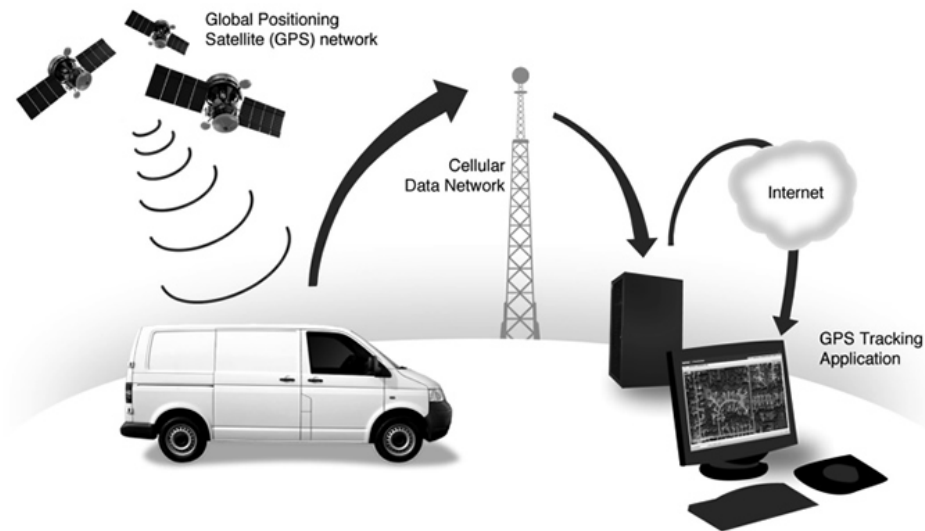 Global Positioning
Satellite (GPS) network
Cellular
Data Network
Internet
GPS Tracking
Application